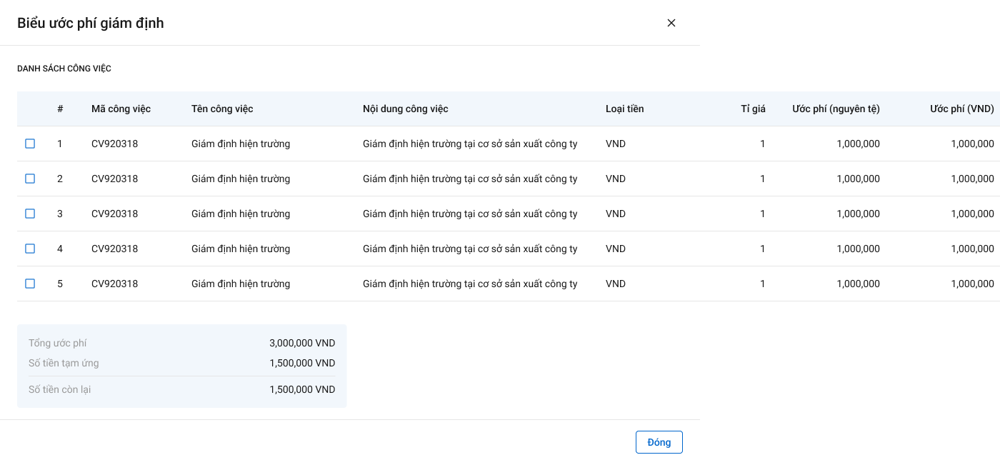 Biểu ước phí giám định
DANH SÁCH CÔNG VIỆC
# Mã công việc Tên công việc Nội dung công việc Loại tiền Tỉ giá Ước phí (nguyên tệ) Ước phí (VND)
1 CV920318 Giám định hiện trường Giám định hiện trường tại cơ sở sản xuất công ty VND 1 1,000,000 1,000,000
2 CV920318 Giám định hiện trường Giám định hiện trường tại cơ sở sản xuất công ty VND 1 1,000,000 1,000,000
3 CV920318 Giám định hiện trường Giám định hiện trường tại cơ sở sản xuất công ty VND 1 1,000,000 1,000,000
4 CV920318 Giám định hiện trường Giám định hiện trường tại cơ sở sản xuất công ty VND 1 1,000,000 1,000,000
5 CV920318 Giám định hiện trường Giám định hiện trường tại cơ sở sản xuất công ty VND 1 1,000,000 1,000,000
Tổng ước phí 3,000,000 VND
Số tiền tạm ứng 1,500,000 VND
Số tiền còn lại 1,500,000 VND
Đóng